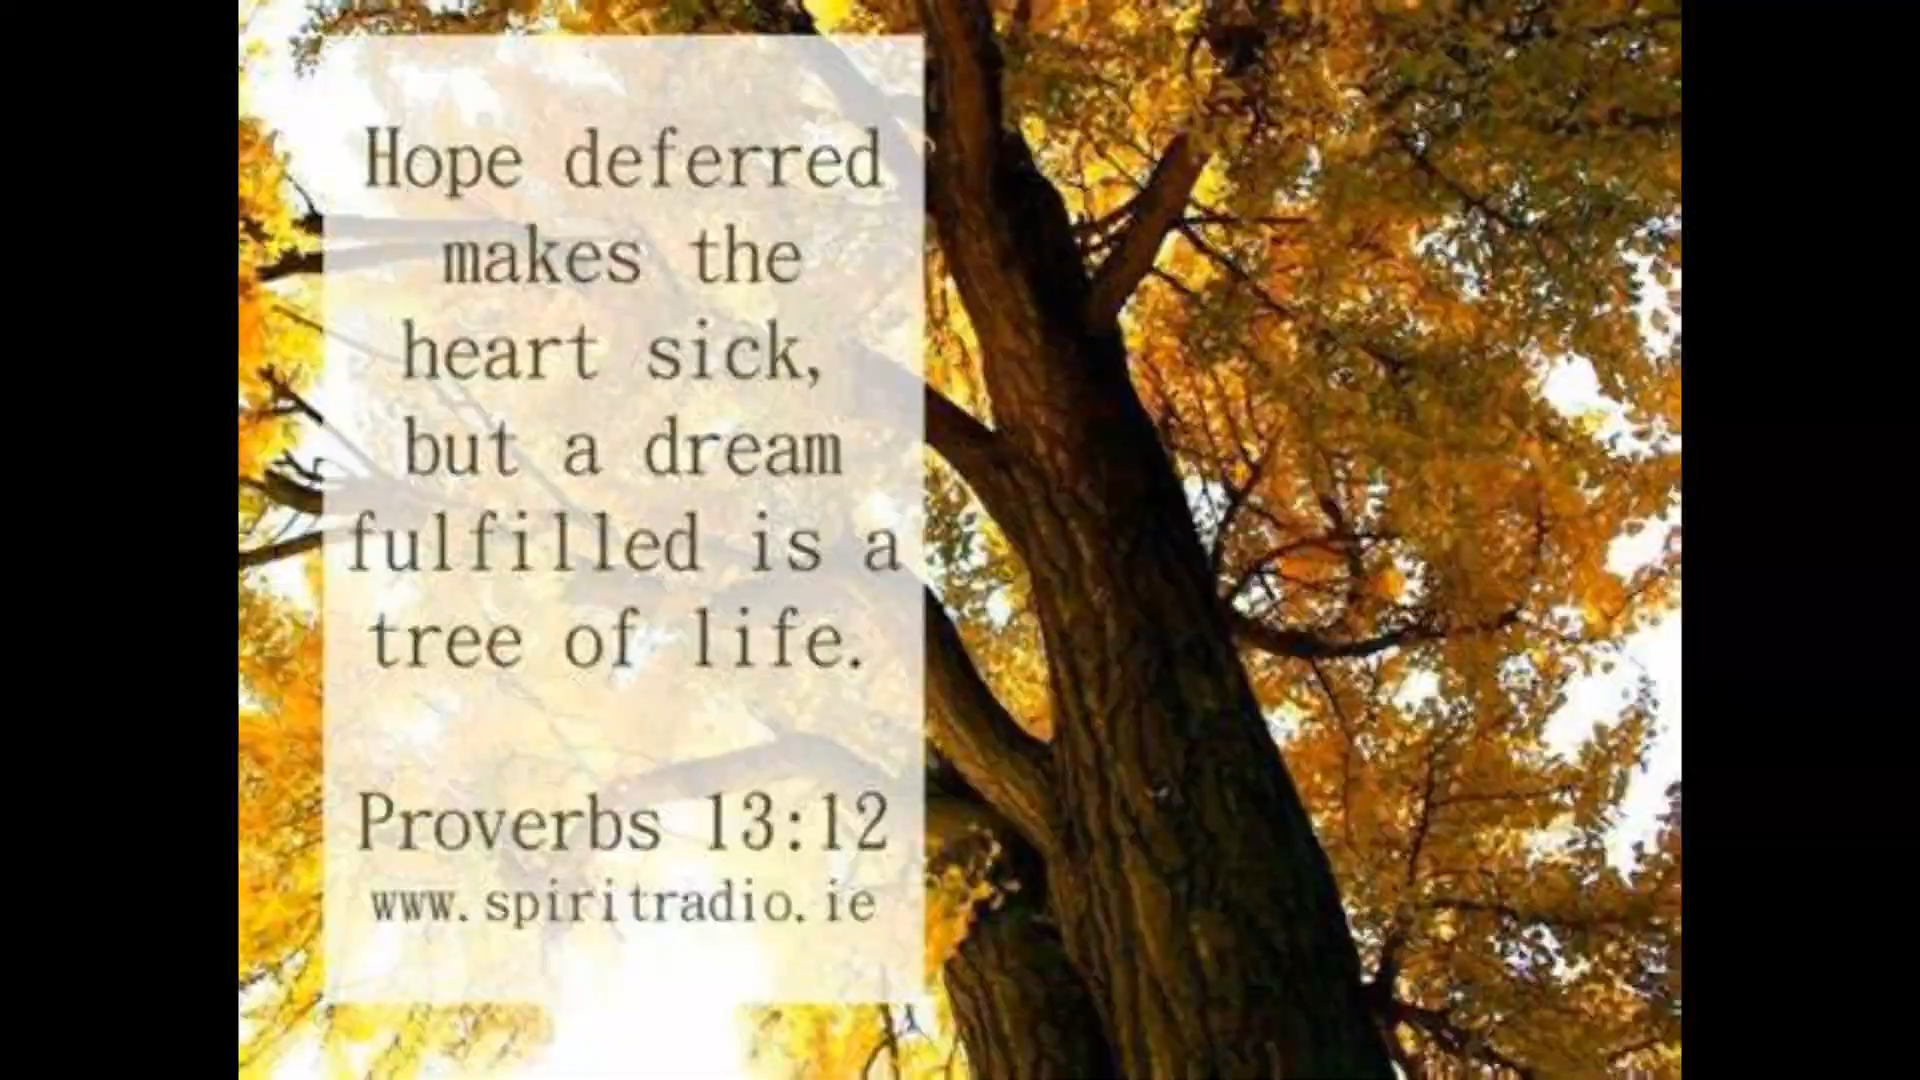 Hope deferred
makes the
heart sick,
but a dream
fulfilled is a
tree of life.
Proverbs 13:12
www.spiritradio.ie